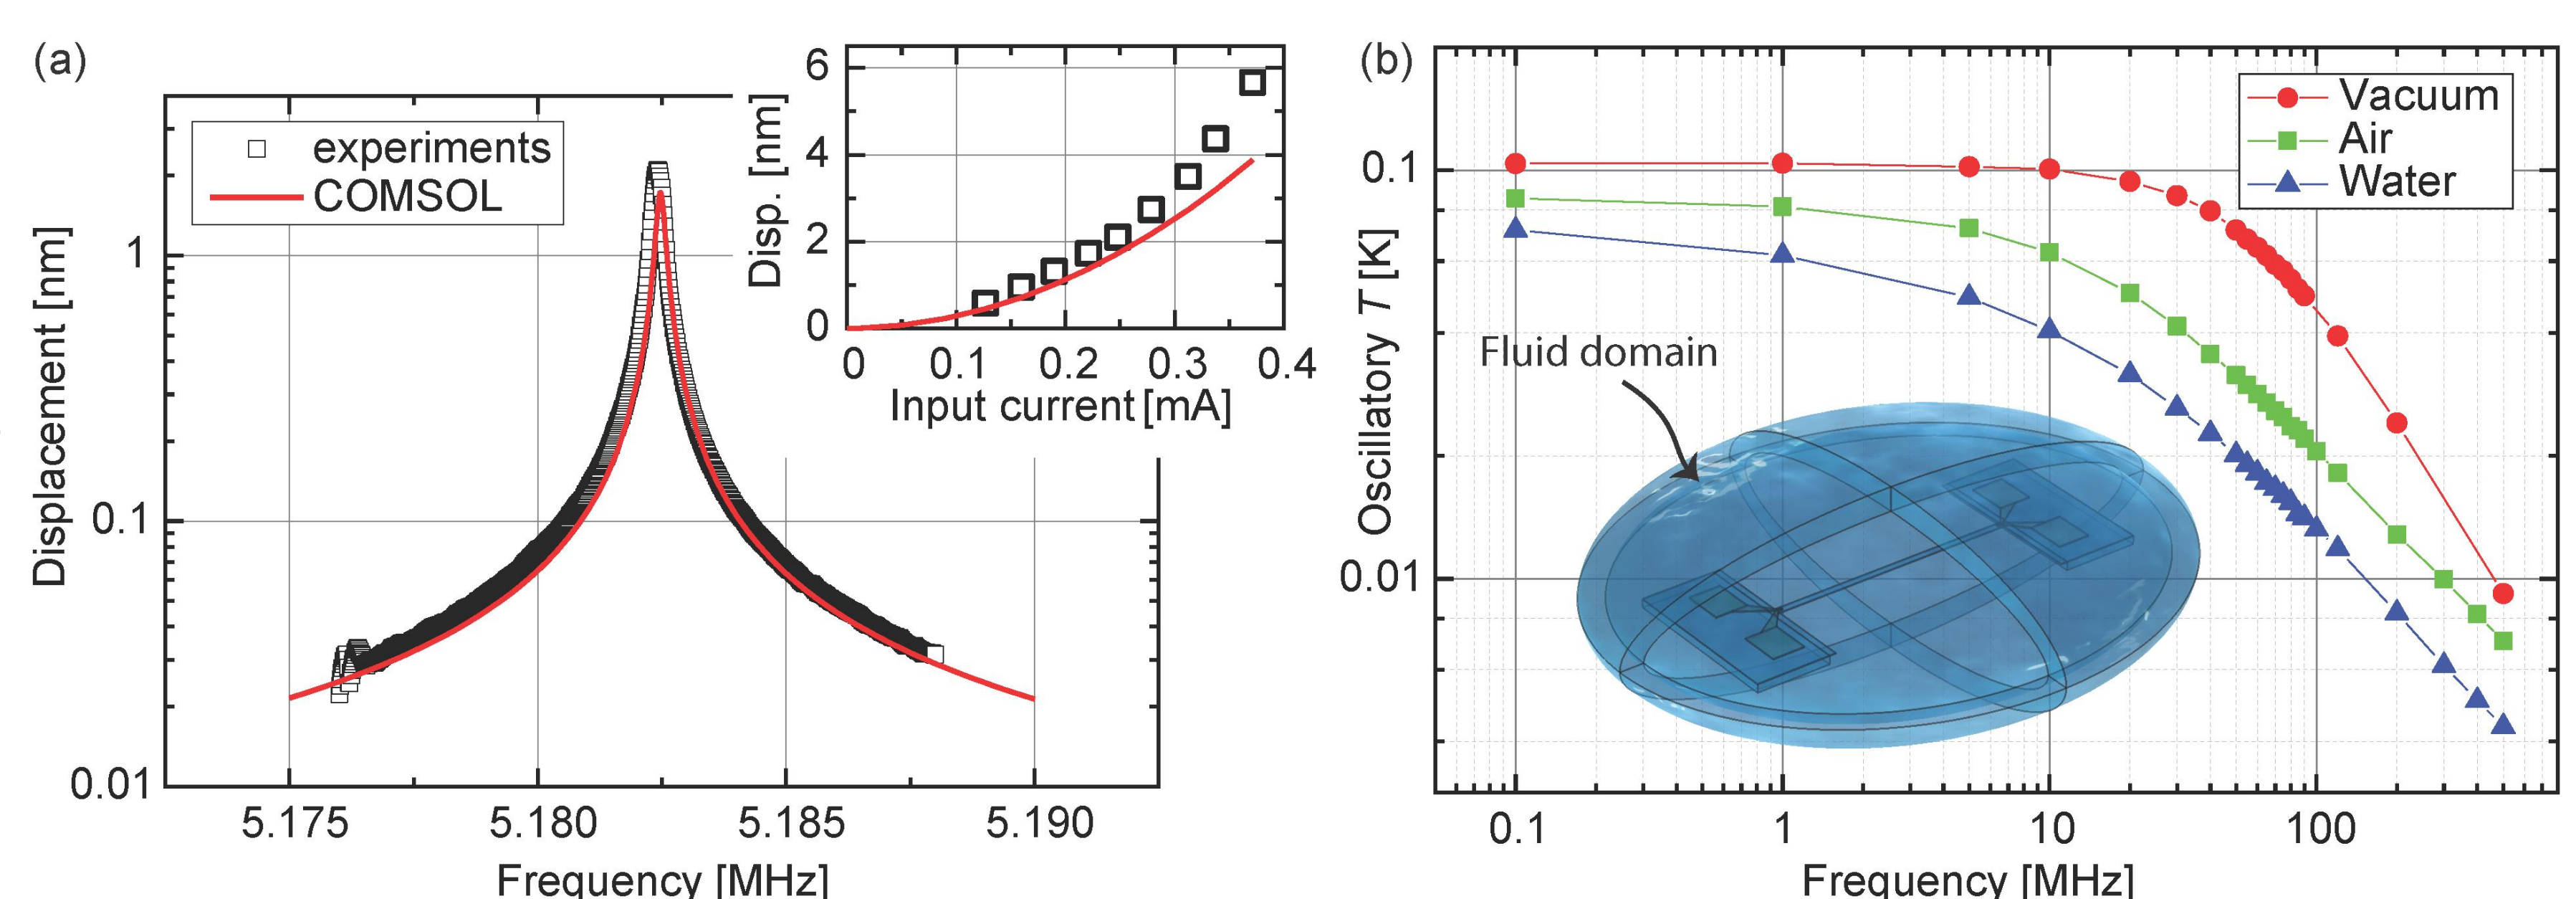 (a)
experiments
COMSOL
Displacement [nm]
1
0.1
0.01
5.175 5.180 5.185 5.190
Frequency [MHz]
Disp. [nm]
6
4
2
0
0 0.1 0.2 0.3 0.4
Input current [mA]
(b)
Vacuum
Air
Water
Oscillatory T [K]
0.1
0.01
Fluid domain
0.1 1 10 100
Frequency [MHz]